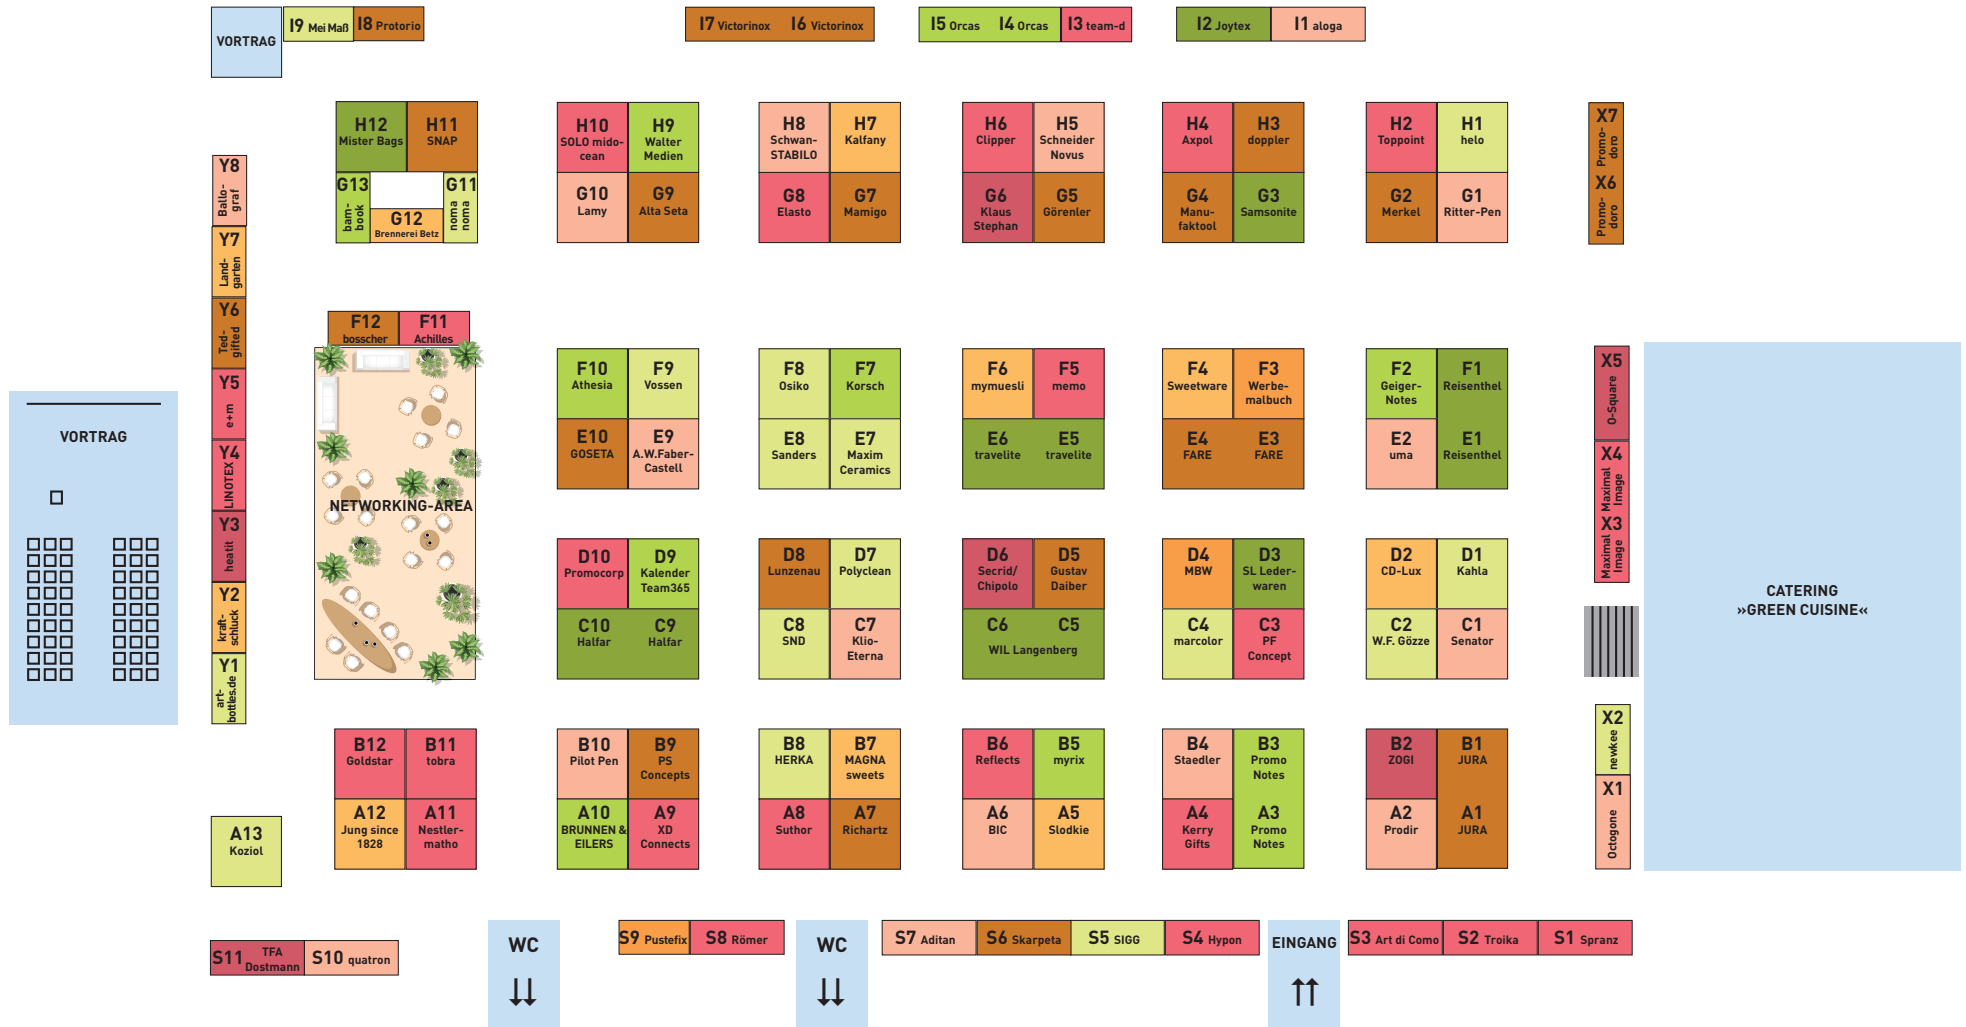 VORTRAG
I9 Mei Maß
I8 Protorio
I7 Victorinox
I6 Victorinox
I5 Orcas
I4 Orcas
I3 team-d
I2 Joytex
I1 aloga
H12
Mister Bags
H11
SNAP
G13
bam-
book
G12
Brennerei Betz
G11
noma
noma
H10
SOLO mido-
cean
H9
Walter
Medien
G10
Lamy
G9
Alta Seta
H8
Schwan-
STABILO
H7
Kalfany
G8
Elasto
G7
Mamigo
H6
Clipper
H5
Schneider
Novus
G6
Klaus
Stephan
G5
Görenler
H4
Axpol
H3
doppler
G4
Manu-
faktool
G3
Samsonite
H2
Toppoint
H1
helo
G2
Merkel
G1
Ritter-Pen
X7
Promo-
doro
X6
Promo-
doro
Y8
Ballo-
graf
Y7
Land-
garten
Y6
Ted-
gifted
Y5
e+m
Y4
LINOTEX
Y3
heatit
Y2
kraft-
schluck
Y1
art-
bottles.de
VORTRAG
F12
bosscher
F11
Achilles
NETWORKING-AREA
F10
Athesia
F9
Vossen
E10
GOSETA
E9
A.W.Faber-
Castell
F8
Osiko
F7
Korsch
E8
Sanders
E7
Maxim
Ceramics
F6
mymuesli
F5
memo
E6
travelite
E5
travelite
F4
Sweetware
F3
Werbe-
malbuch
E4
FARE
E3
FARE
F2
Geiger-
Notes
F1
Reisenthel
E2
uma
E1
Reisenthel
X5
O-Square
X4
Maximal
Image
X3
Maximal
Image
CATERING
»GREEN CUISINE«
D10
Promocorp
D9
Kalender
Team365
C10
Halfar
C9
Halfar
D8
Lunzenau
D7
Polyclean
C8
SND
C7
Klio-
Eterna
D6
Secrid/
Chipolo
D5
Gustav
Daiber
C6
C5
WIL Langenberg
D4
MBW
D3
SL Leder-
waren
C4
marcolor
C3
PF
Concept
D2
CD-Lux
D1
Kahla
C2
W.F. Gözze
C1
Senator
X2
newkee
X1
Octogone
B12
Goldstar
B11
tobra
A12
Jung since
1828
A11
Nestler-
matho
A13
Koziol
B10
Pilot Pen
B9
PS
Concepts
A10
BRUNNEN &
EILERS
A9
XD
Connects
B8
HERKA
B7
MAGNA
sweets
A8
Suthor
A7
Richartz
B6
Reflects
B5
myrix
A6
BIC
A5
Slodkie
B4
Staedler
B3
Promo
Notes
A4
Kerry
Gifts
A3
Promo
Notes
B2
ZOGI
B1
JURA
A2
Prodir
A1
JURA
S11 TFA
Dostmann
S10 quatron
WC
S9 Pustefix
S8 Römer
WC
S7 Aditan
S6 Skarpeta
S5 SIGG
S4 Hypon
EINGANG
S3 Art di Como
S2 Troika
S1 Spranz